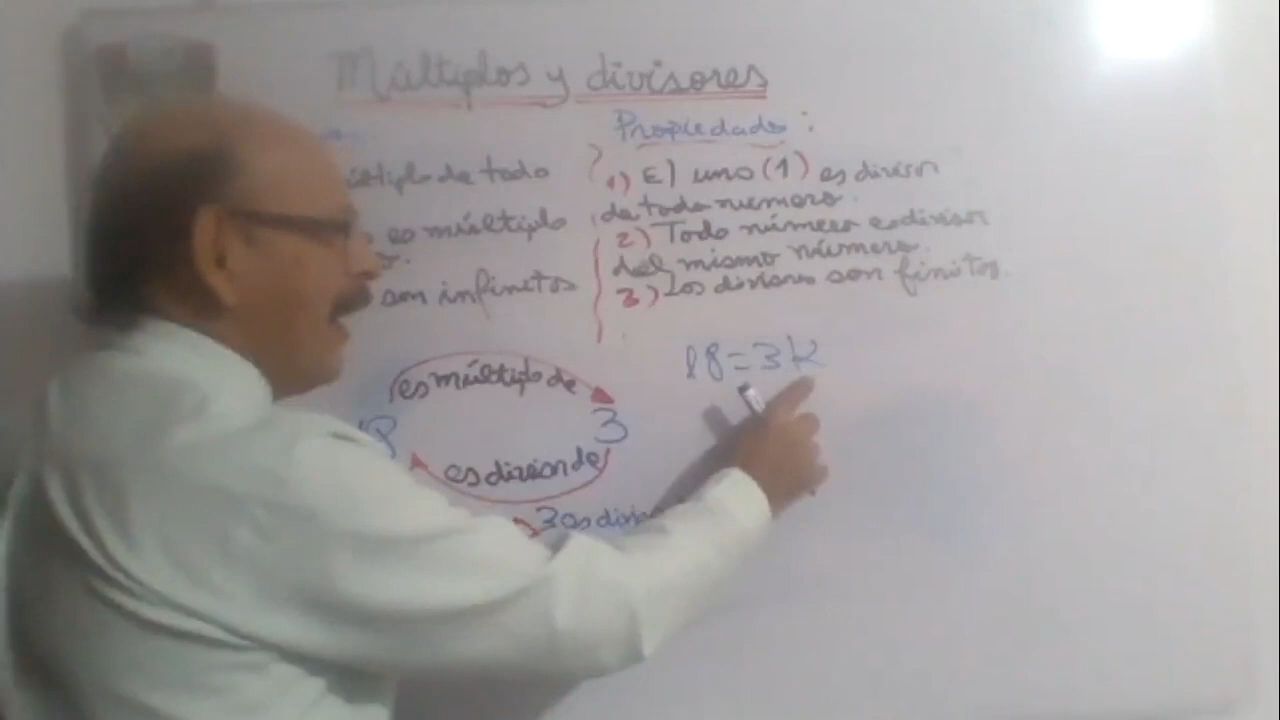 Múltiplos y divisores
múltiplo de todo
es múltiplo
son infinitos
Propiedades:
1) El uno (1) es divisor
de todo numero.
2) Todo número es divisor
del mismo número.
3) Los divisores son finitos.
18=3k
es múltiplo de
18 3
es divisor de
3 es